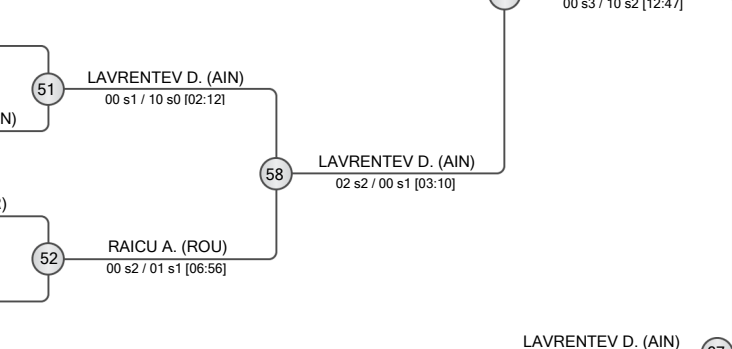 00 s3 / 10 s2 [12:47]
51
LAVRENTEV D. (AIN)
00 s1 / 10 s0 [02:12]
N)
58
LAVRENTEV D. (AIN)
02 s2 / 00 s1 [03:10]
)
52
RAICU A. (ROU)
00 s2 / 01 s1 [06:56]
LAVRENTEV D. (AIN)